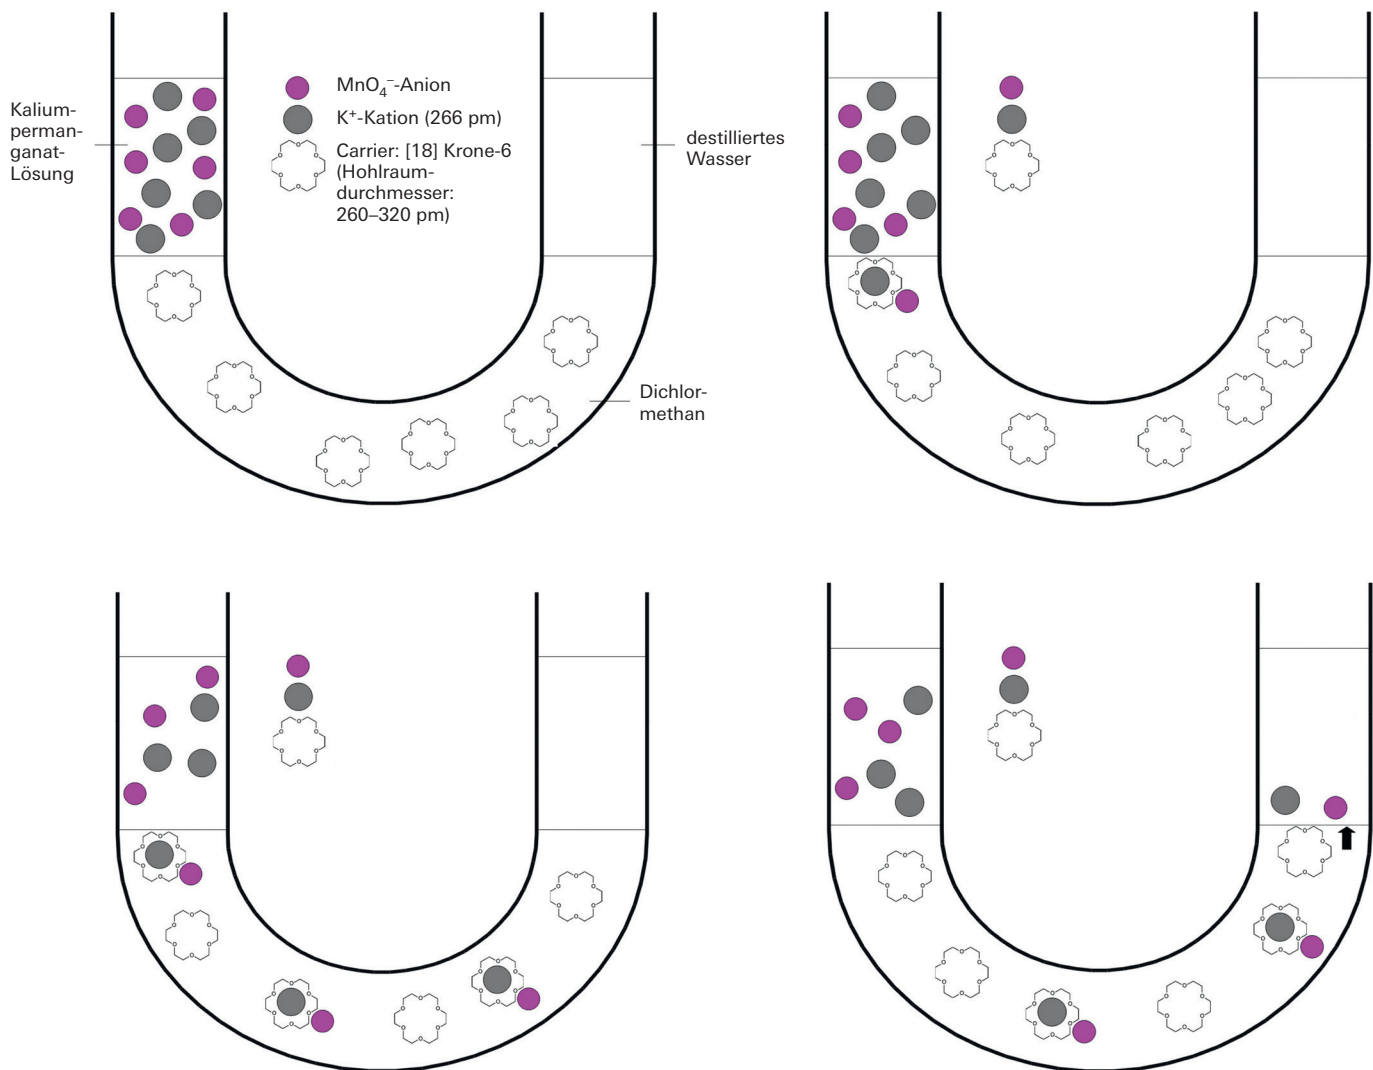 Kalium-
perman-
ganat-
Lösung
MnO₄⁻-Anion
K⁺-Kation (266 pm)
Carrier: [18] Krone-6
(Hohlraum-
durchmesser:
260–320 pm)
destilliertes
Wasser
Dichlor-
methan